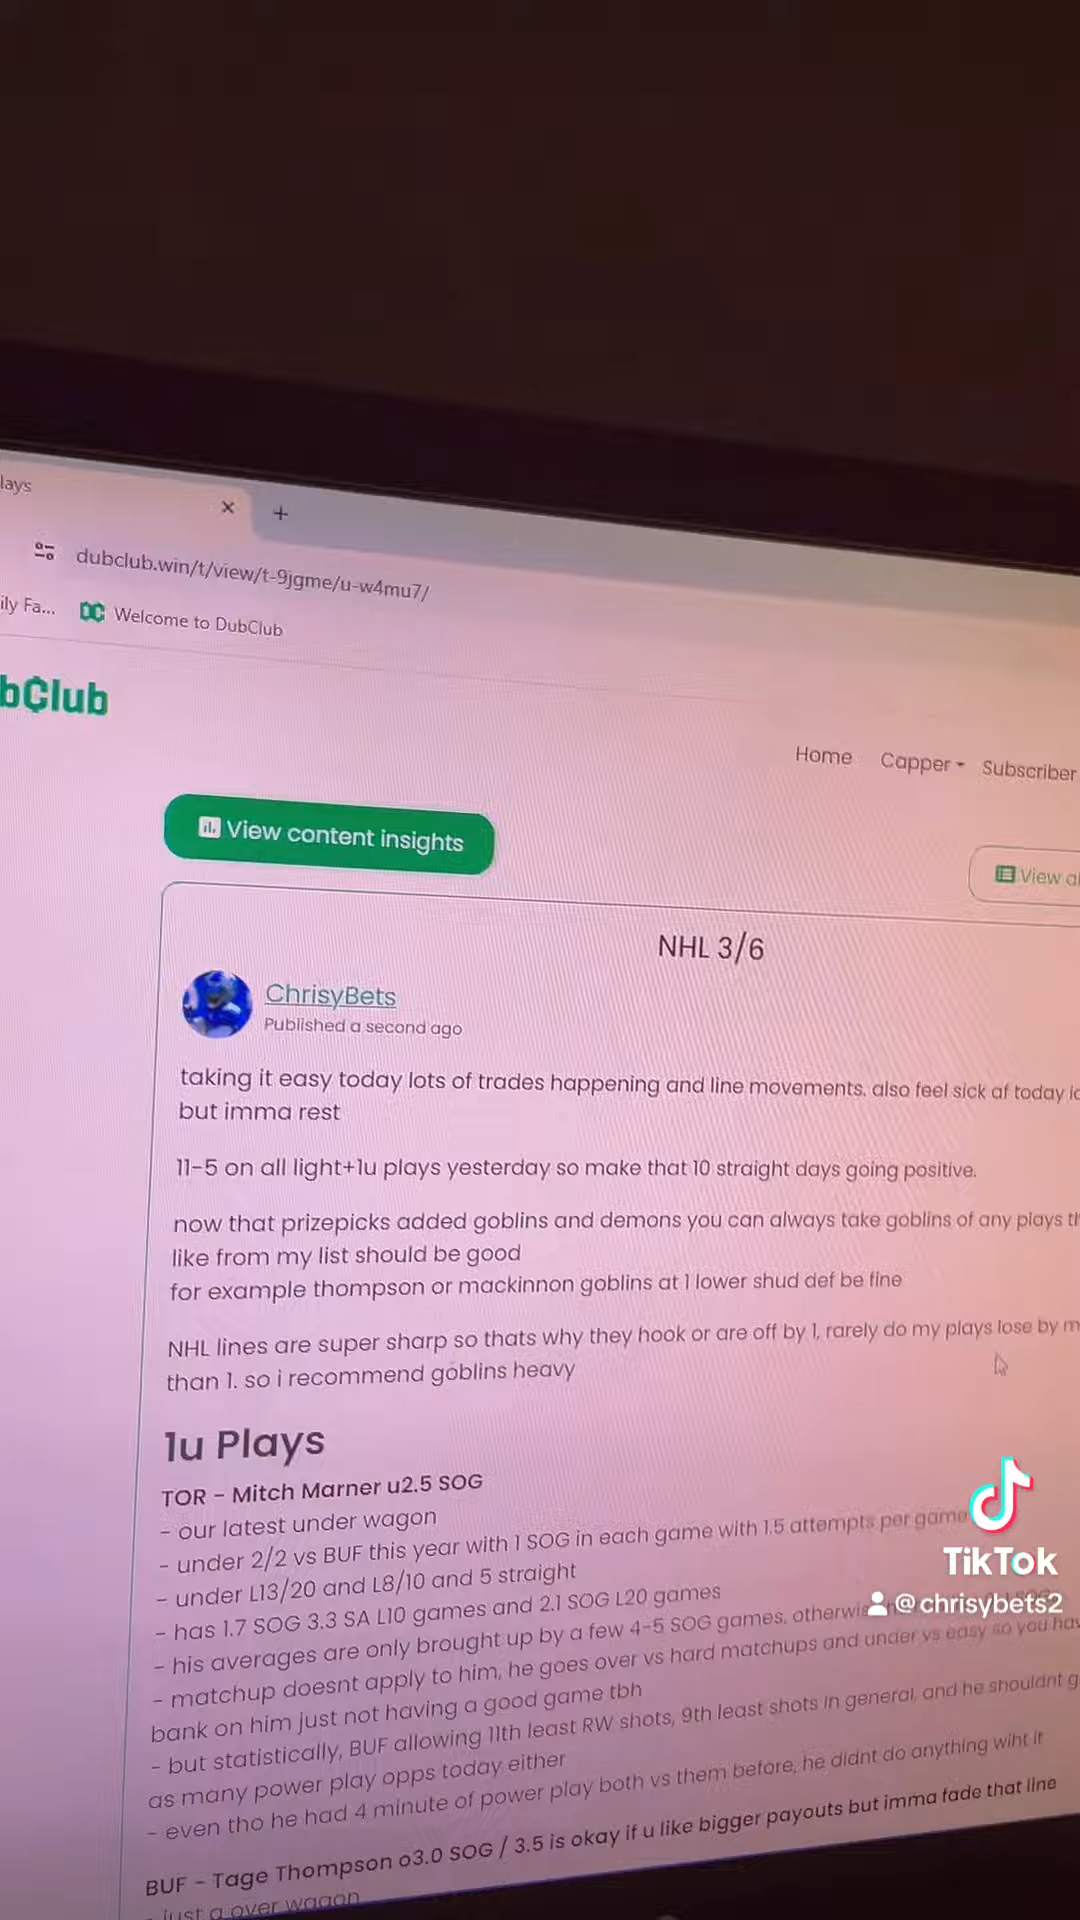 lays
dubclub.win/t/view/t-9jgme/u-w4mu7/
ily Fa...
Welcome to DubClub
bClub
Home Capper Subscriber
View content insights
View
NHL 3/6
ChrisyBets
Published a second ago
taking it easy today lots of trades happening and line movements. also feel sick af today
but imma rest
11-5 on all light+1u plays yesterday so make that 10 straight days going positive.
now that prizepicks added goblins and demons you can always take goblins of any plays
like from my list should be good
for example thompson or mackinnon goblins at 1 lower shud def be fine
NHL lines are super sharp so thats why they hook or are off by 1, rarely do my plays lose by
than 1. so i recommend goblins heavy
1u Plays
TOR - Mitch Marner u2.5 SOG
- our latest under wagon
- under 2/2 vs BUF this year with 1 SOG in each game with 1.5 attempts per game
- under L13/20 and L8/10 and 5 straight
- has 1.7 SOG 3.3 SA L10 games and 2.1 SOG L20 games
- his averages are only brought up by a few 4-5 SOG games, otherwise
- matchup doesnt apply to him, he goes over vs hard matchups and under vs easy so you
bank on him just not having a good game tbh
- but statistically, BUF allowing 11th least RW shots, 9th least shots in general, and he shouldnt
as many power play opps today either
- even tho he had 4 minute of power play both vs them before, he didnt do anything wiht it
BUF - Tage Thompson o3.0 SOG / 3.5 is okay if u like bigger payouts but imma fade that line
- just a over wagon
TikTok
@chrisybets2